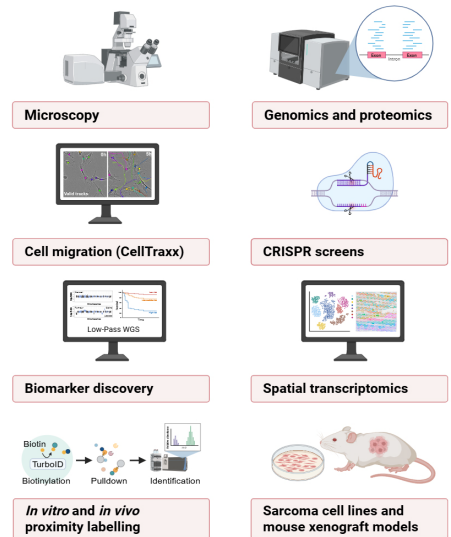 Exon
Exon
Intron
Microscopy
Genomics and proteomics
Valid tracks
Cell migration (CellTraxx)
CRISPR screens
Low-Pass WGS
Biomarker discovery
Spatial transcriptomics
Biotin
TurboID
Biotinylation
Pulldown
Identification
In vitro and in vivo
proximity labelling
Sarcoma cell lines and
mouse xenograft models